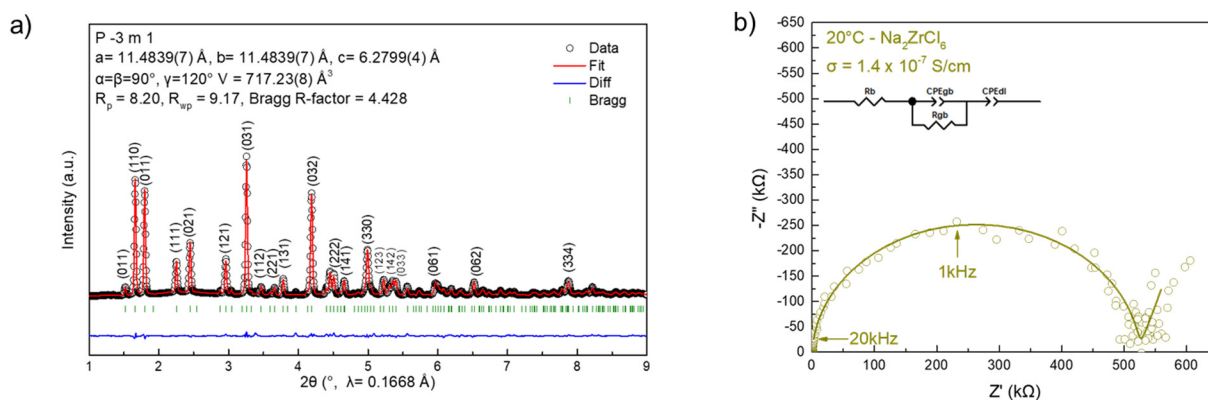 a)
P -3 m 1
a= 11.4839(7) Å, b= 11.4839(7) Å, c= 6.2799(4) Å
α=β=90°, γ=120° V = 717.23(8) Å³
Rp = 8.20, Rwp = 9.17, Bragg R-factor = 4.428
Data
Fit
Diff
Bragg
Intensity (a.u.)
(011)
(110)
(011)
(111)
(021)
(121)
(031)
(112)
(221)
(131)
(032)
(222)
(141)
(330)
(123)
(142)
(033)
(061)
(062)
(334)
1 2 3 4 5 6 7 8 9
2θ (°, λ= 0.1668 Å)
b)
-650
-600
-550
-500
-450
-400
-350
-300
-250
-200
-150
-100
-50
0
-Z'' (kΩ)
20°C - Na₂ZrCl₆
σ = 1.4 x 10⁻⁷ S/cm
Rb CPEgb CPEdl
Rgb
1kHz
20kHz
0 100 200 300 400 500 600
Z' (kΩ)